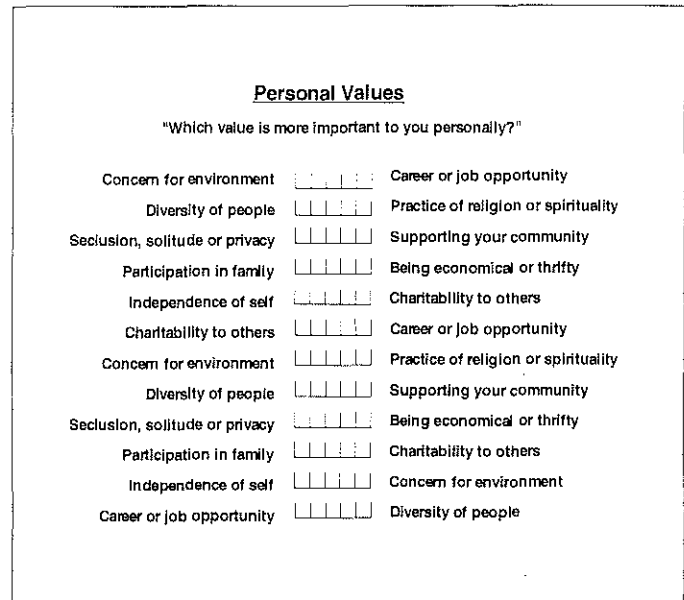 Personal Values
"Which value is more important to you personally?"
Concern for environment Career or job opportunity
Diversity of people Practice of religion or spirituality
Seclusion, solitude or privacy Supporting your community
Participation in family Being economical or thrifty
Independence of self Charitability to others
Charitability to others Career or job opportunity
Concern for environment Practice of religion or spirituality
Diversity of people Supporting your community
Seclusion, solitude or privacy Being economical or thrifty
Participation in family Charitability to others
Independence of self Concern for environment
Career or job opportunity Diversity of people